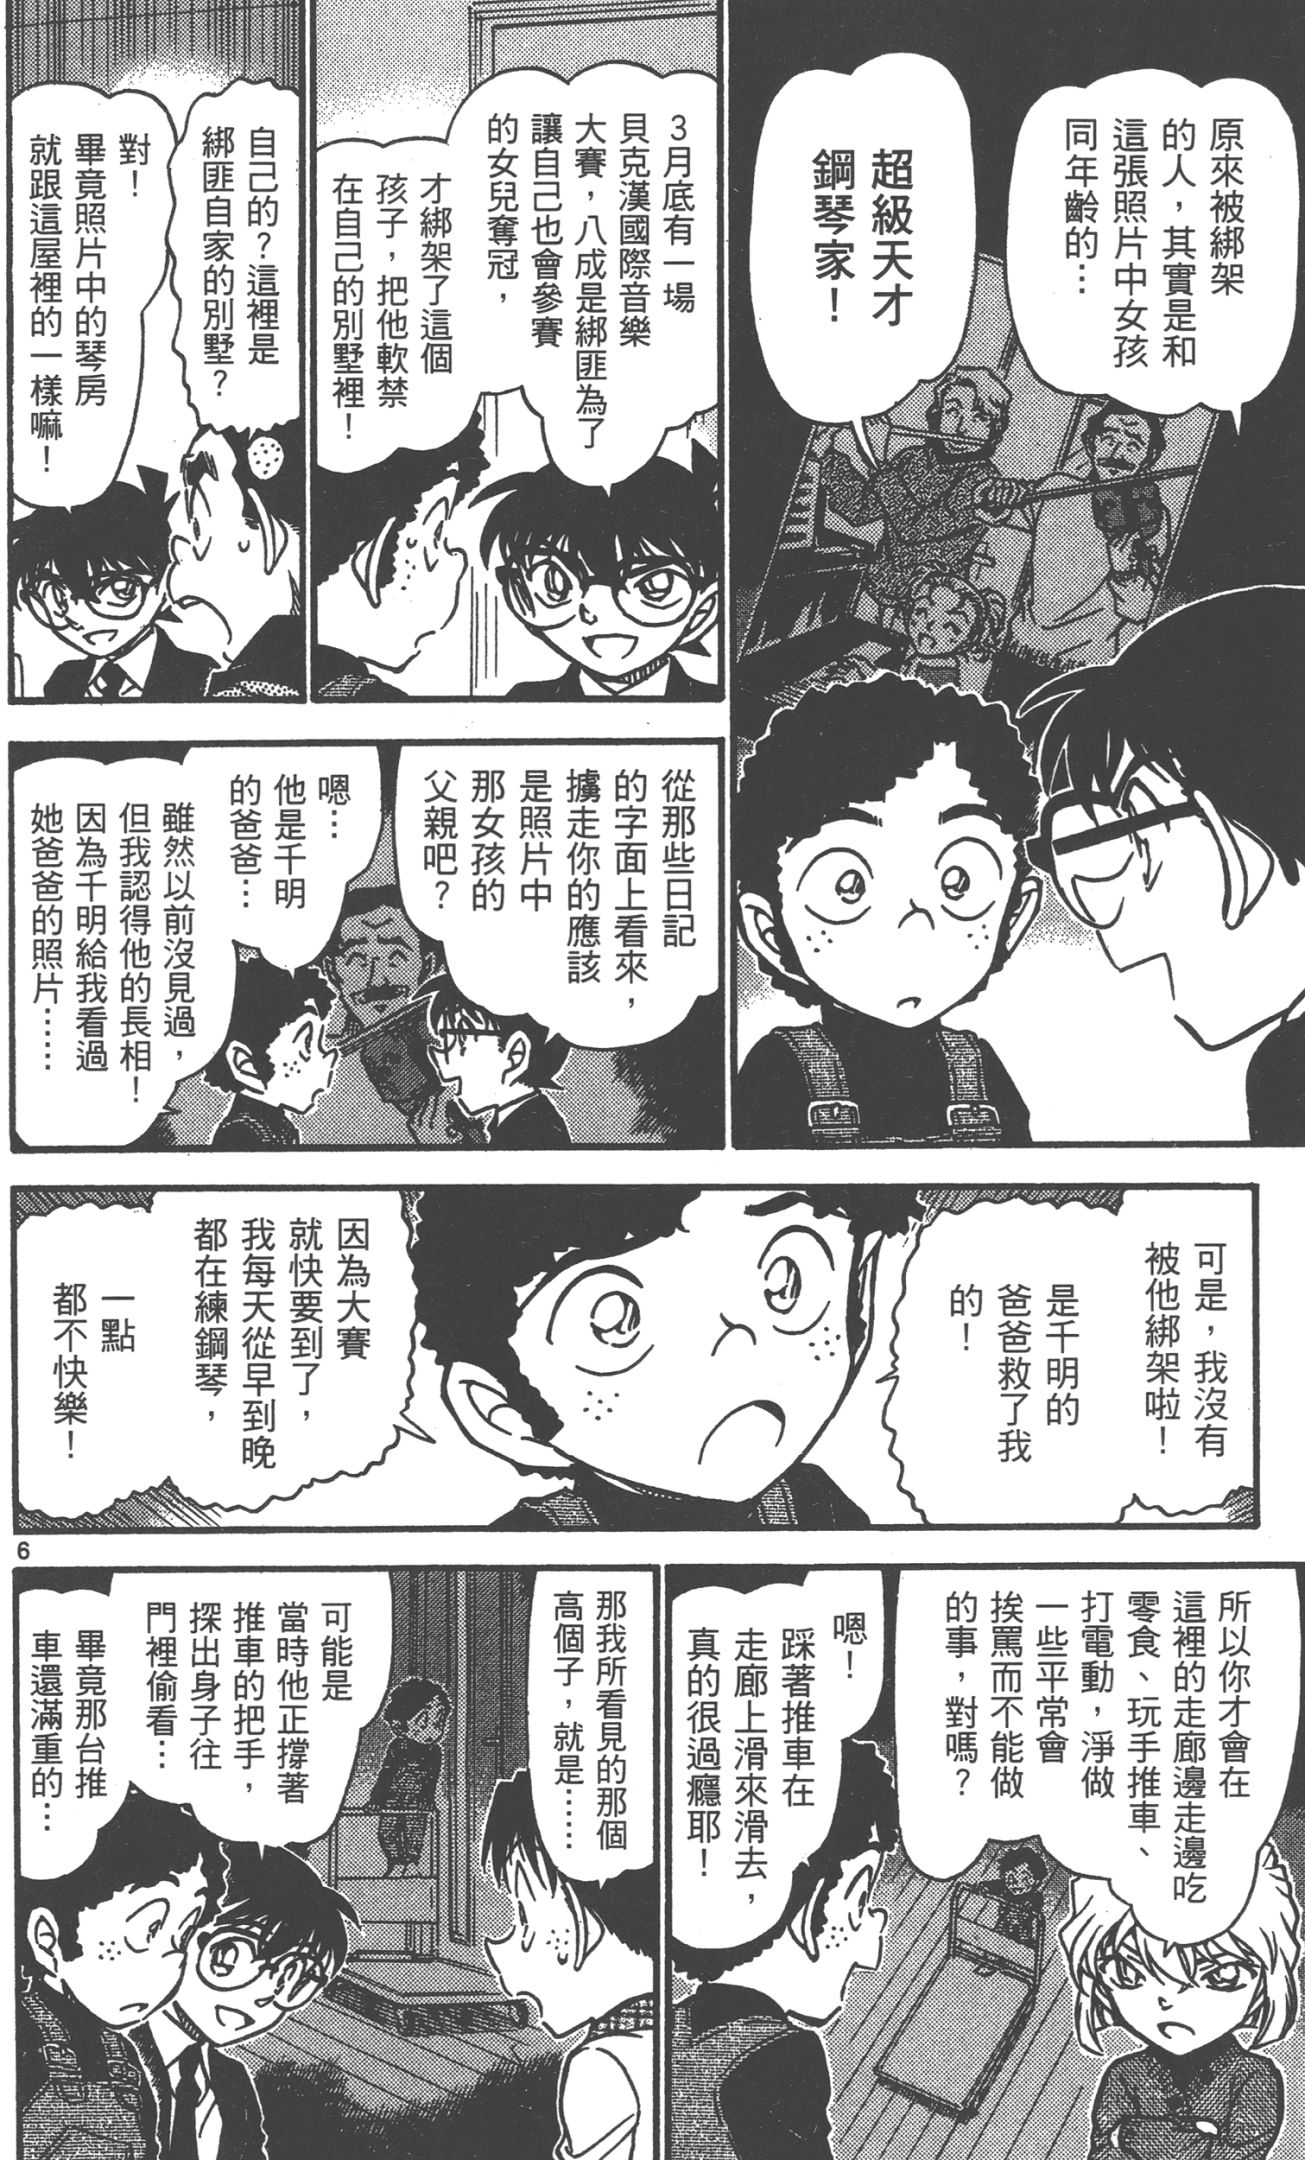 原來被綁架
的人，其實是和
這張照片中女孩
同年齡的…
超級天才
鋼琴家！
3月底有一場
貝克漢國際音樂
大賽，八成是綁匪為了
讓自己也會參賽
的女兒奪冠，
才綁架了這個
孩子，把他軟禁
在自己的別墅裡！
自己的？這裡是
綁匪自家的別墅？
對！
畢竟照片中的琴房
就跟這屋裡的一樣嘛！
從那些日記
的字面上看來，
擄走你的應該
是照片中
那女孩的
父親吧？
嗯…
他是千明
的爸爸…
雖然以前沒見過，
但我認得他的長相！
因為千明給我看過
她爸爸的照片……
可是，我沒有
被他綁架啦！
是千明的
爸爸救了我
的！
因為大賽
就快要到了，
我每天從早到晚
都在練鋼琴，
一點
都不快樂！
6
所以你才會在
這裡的走廊邊走邊吃
零食、玩手推車、
打電動，淨做
一些平常會
挨罵而不能做
的事，對嗎？
嗯！
踩著推車在
走廊上滑來滑去，
真的很過癮耶！
那我所看見的那個
高個子，就是……
可能是
當時他正撐著
推車的把手，
探出身子往
門裡偷看…
畢竟那台推
車還滿重的…